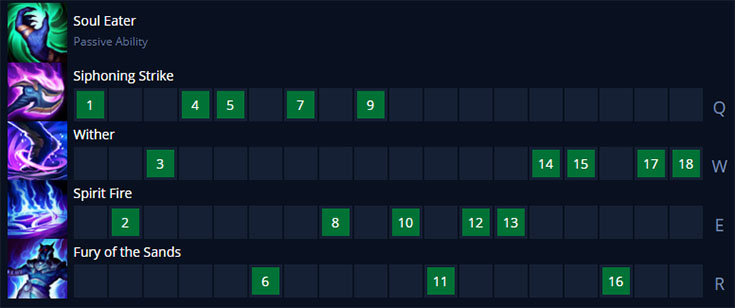 Soul Eater
Passive Ability
Siphoning Strike
1 4 5 7 9 Q
Wither
3 14 15 17 18 W
Spirit Fire
2 8 10 12 13 E
Fury of the Sands
6 11 16 R